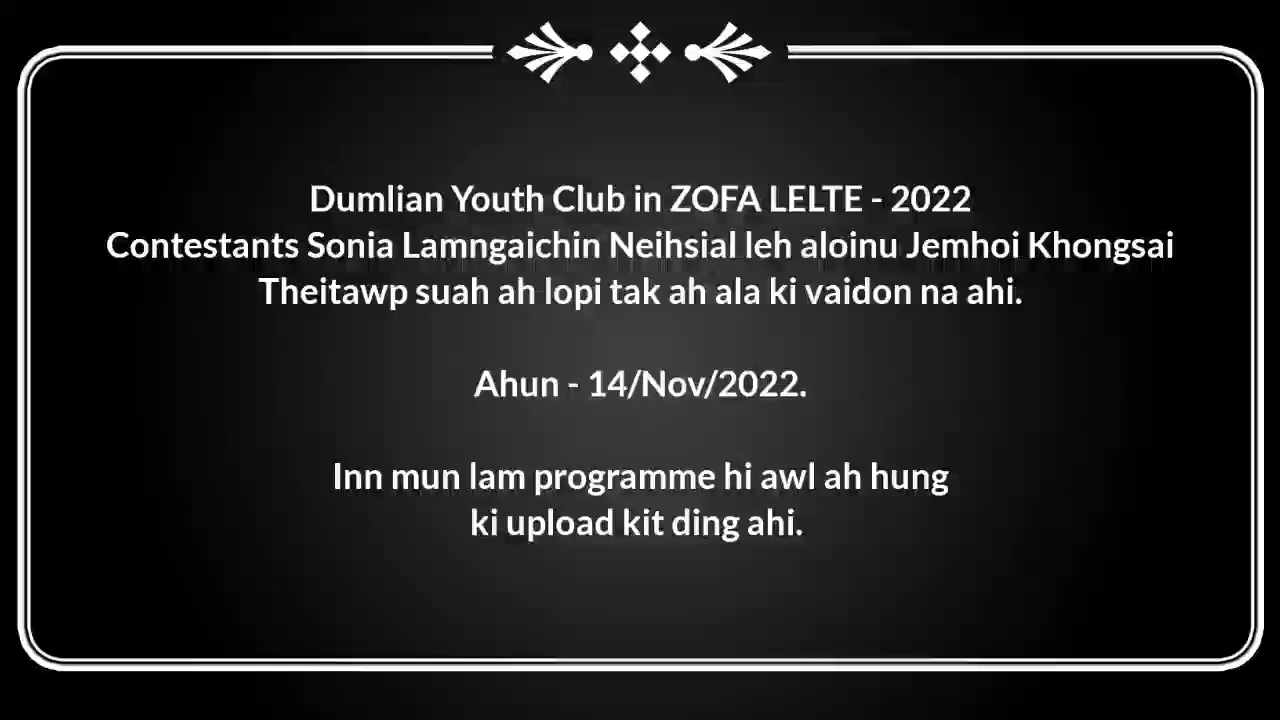 Dumlian Youth Club in ZOFA LELTE - 2022
Contestants Sonia Lamngaichin Neihsial leh aloinu Jemhoi Khongsai
Theitawp suah ah lopi tak ah ala ki vaidon na ahi.
Ahun - 14/Nov/2022.
Inn mun lam programme hi awl ah hung
ki upload kit ding ahi.